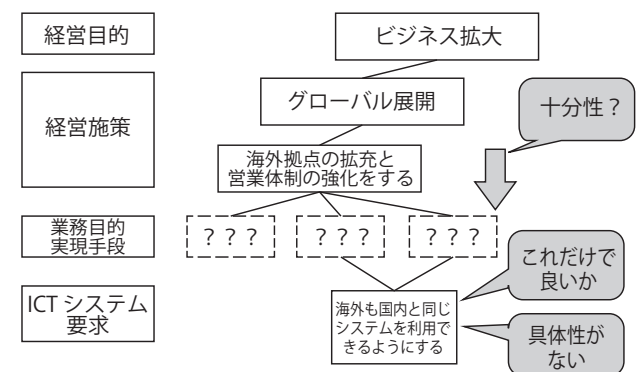 経営目的
ビジネス拡大
経営施策
グローバル展開
十分性？
海外拠点の拡充と
営業体制の強化をする
業務目的
実現手段
？？？
？？？
？？？
これだけで
良いか
ICTシステム
要求
海外も国内と同じ
システムを利用で
きるようにする
具体性が
ない